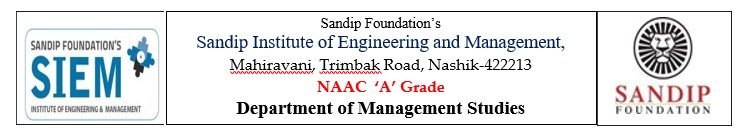 SANDIP FOUNDATION'S
SIEM
INSTITUTE OF ENGINEERING & MANAGEMENT
Sandip Foundation's
Sandip Institute of Engineering and Management,
Mahiravani, Trimbak Road, Nashik-422213
NAAC 'A' Grade
Department of Management Studies
SANDIP
FOUNDATION